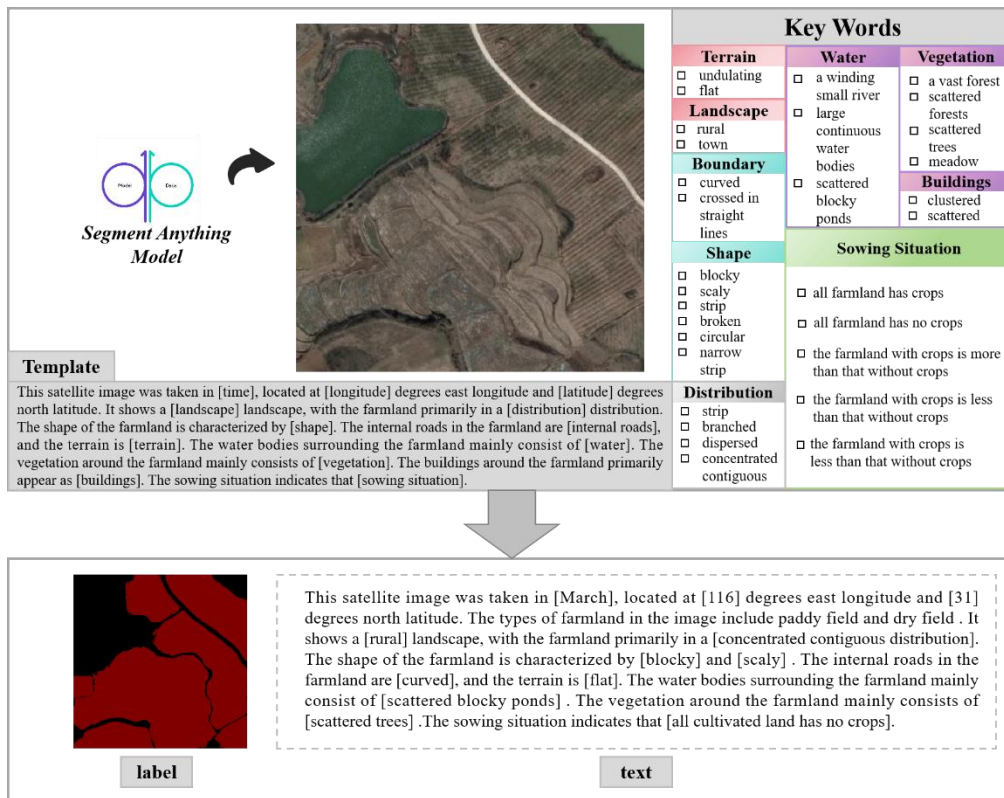 Key Words
Terrain
undulating
flat
Landscape
rural
town
Boundary
curved
crossed in
straight
lines
Shape
blocky
scaly
strip
broken
circular
narrow
strip
Distribution
strip
branched
dispersed
concentrated
contiguous
Water
a winding
small river
large
continuous
water
bodies
scattered
blocky
ponds
Vegetation
a vast forest
scattered
forests
scattered
trees
meadow
Buildings
clustered
scattered
Sowing Situation
all farmland has crops
all farmland has no crops
the farmland with crops is more
than that without crops
the farmland with crops is less
than that without crops
the farmland with crops is
less than that without crops
Model
Data
Segment Anything
Model
Template
This satellite image was taken in [time], located at [longitude] degrees east longitude and [latitude] degrees
north latitude. It shows a [landscape] landscape, with the farmland primarily in a [distribution] distribution.
The shape of the farmland is characterized by [shape]. The internal roads in the farmland are [internal roads],
and the terrain is [terrain]. The water bodies surrounding the farmland mainly consist of [water]. The
vegetation around the farmland mainly consists of [vegetation]. The buildings around the farmland primarily
appear as [buildings]. The sowing situation indicates that [sowing situation].
This satellite image was taken in [March], located at [116] degrees east longitude and [31]
degrees north latitude. The types of farmland in the image include paddy field and dry field . It
shows a [rural] landscape, with the farmland primarily in a [concentrated contiguous distribution].
The shape of the farmland is characterized by [blocky] and [scaly] . The internal roads in the
farmland are [curved], and the terrain is [flat]. The water bodies surrounding the farmland mainly
consist of [scattered blocky ponds] . The vegetation around the farmland mainly consists of
[scattered trees] .The sowing situation indicates that [all cultivated land has no crops].
label
text